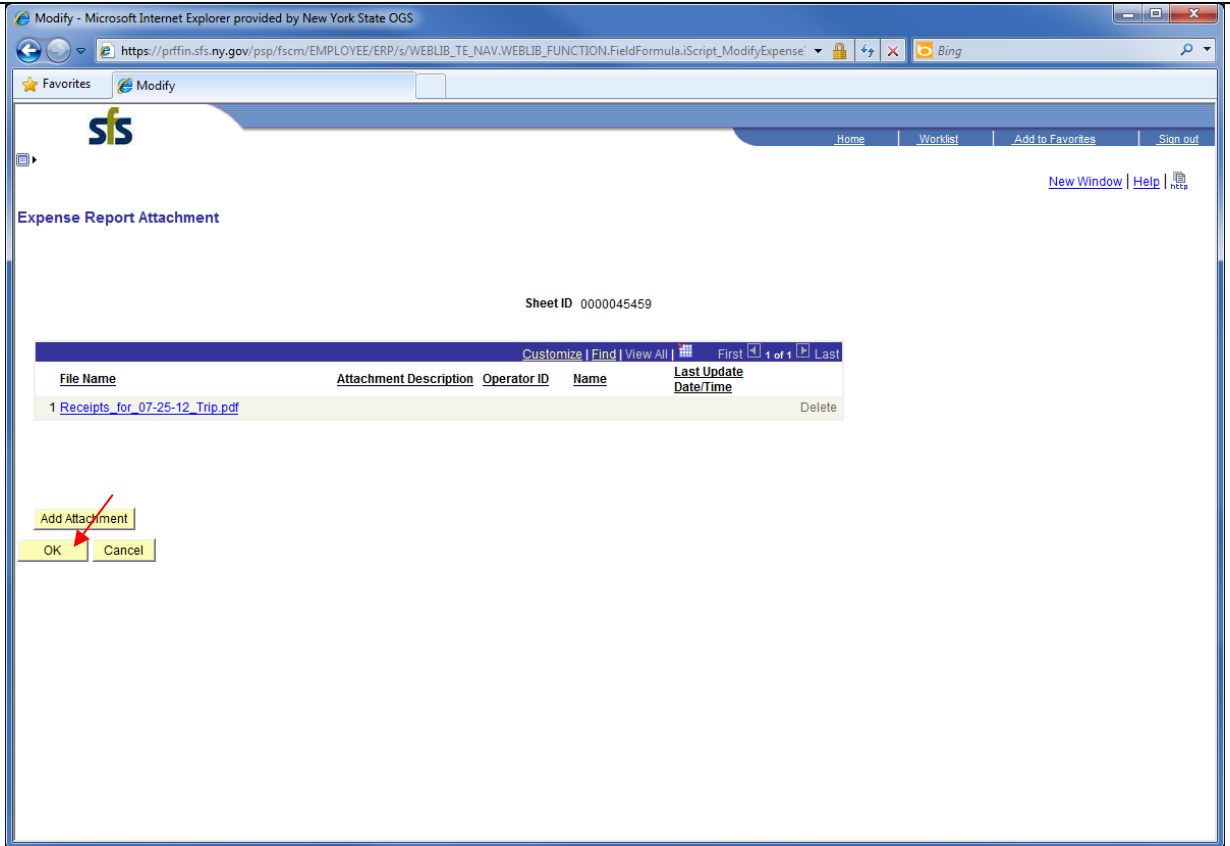 Modify - Microsoft Internet Explorer provided by New York State OGS
https://prffin.sfs.ny.gov/psp/fscm/EMPLOYEE/ERP/s/WEBLIB_TE_NAV.WEBLIB_FUNCTION.FieldFormula.iScript_ModifyExpense Bing
Favorites Modify
sfs
Home Worklist Add to Favorites Sign out
New Window | Help | http
Expense Report Attachment
Sheet ID 0000045459
Customize | Find | View All | First 1 of 1 Last
File Name Attachment Description Operator ID Name Last Update Date/Time
1 Receipts_for_07-25-12_Trip.pdf Delete
Add Attachment
OK Cancel